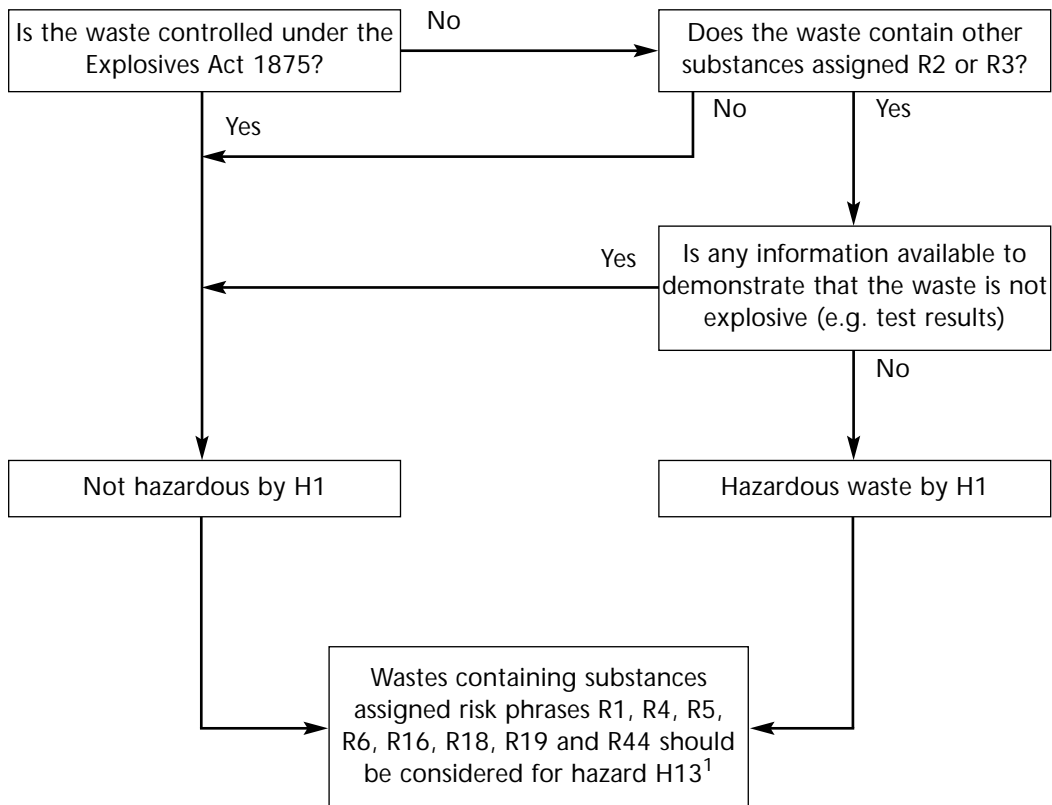 Is the waste controlled under the
Explosives Act 1875?
No
Does the waste contain other
substances assigned R2 or R3?
Yes
No
Yes
Yes
Is any information available to
demonstrate that the waste is not
explosive (e.g. test results)
No
Not hazardous by H1
Hazardous waste by H1
Wastes containing substances
assigned risk phrases R1, R4, R5,
R6, R16, R18, R19 and R44 should
be considered for hazard H13¹